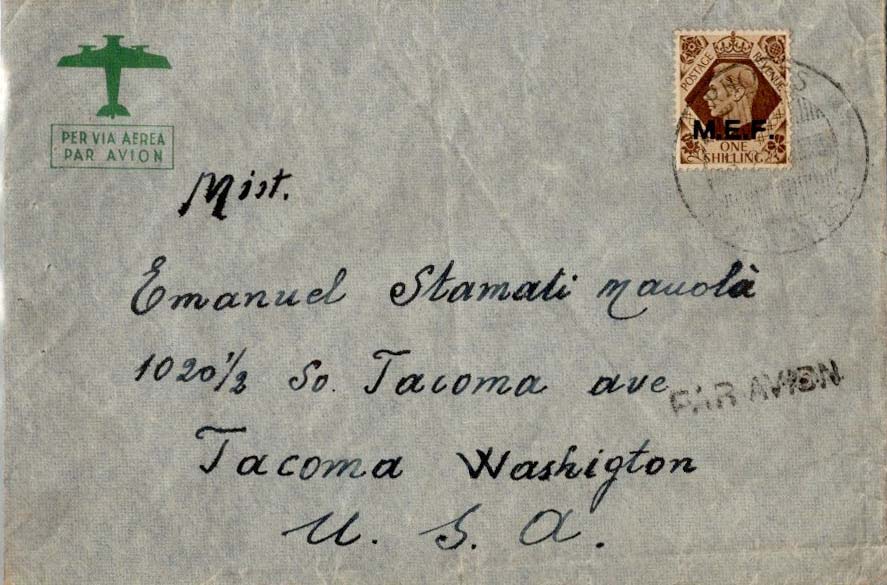 PER VIA AEREA
PAR AVION
POSTAGE REVENUE
M.E.F.
ONE
SHILLING
Mist.
Emanuel Stamati Mauolà
1020½ So. Tacoma ave
PAR AVION
Tacoma Washigton
U. S. A.